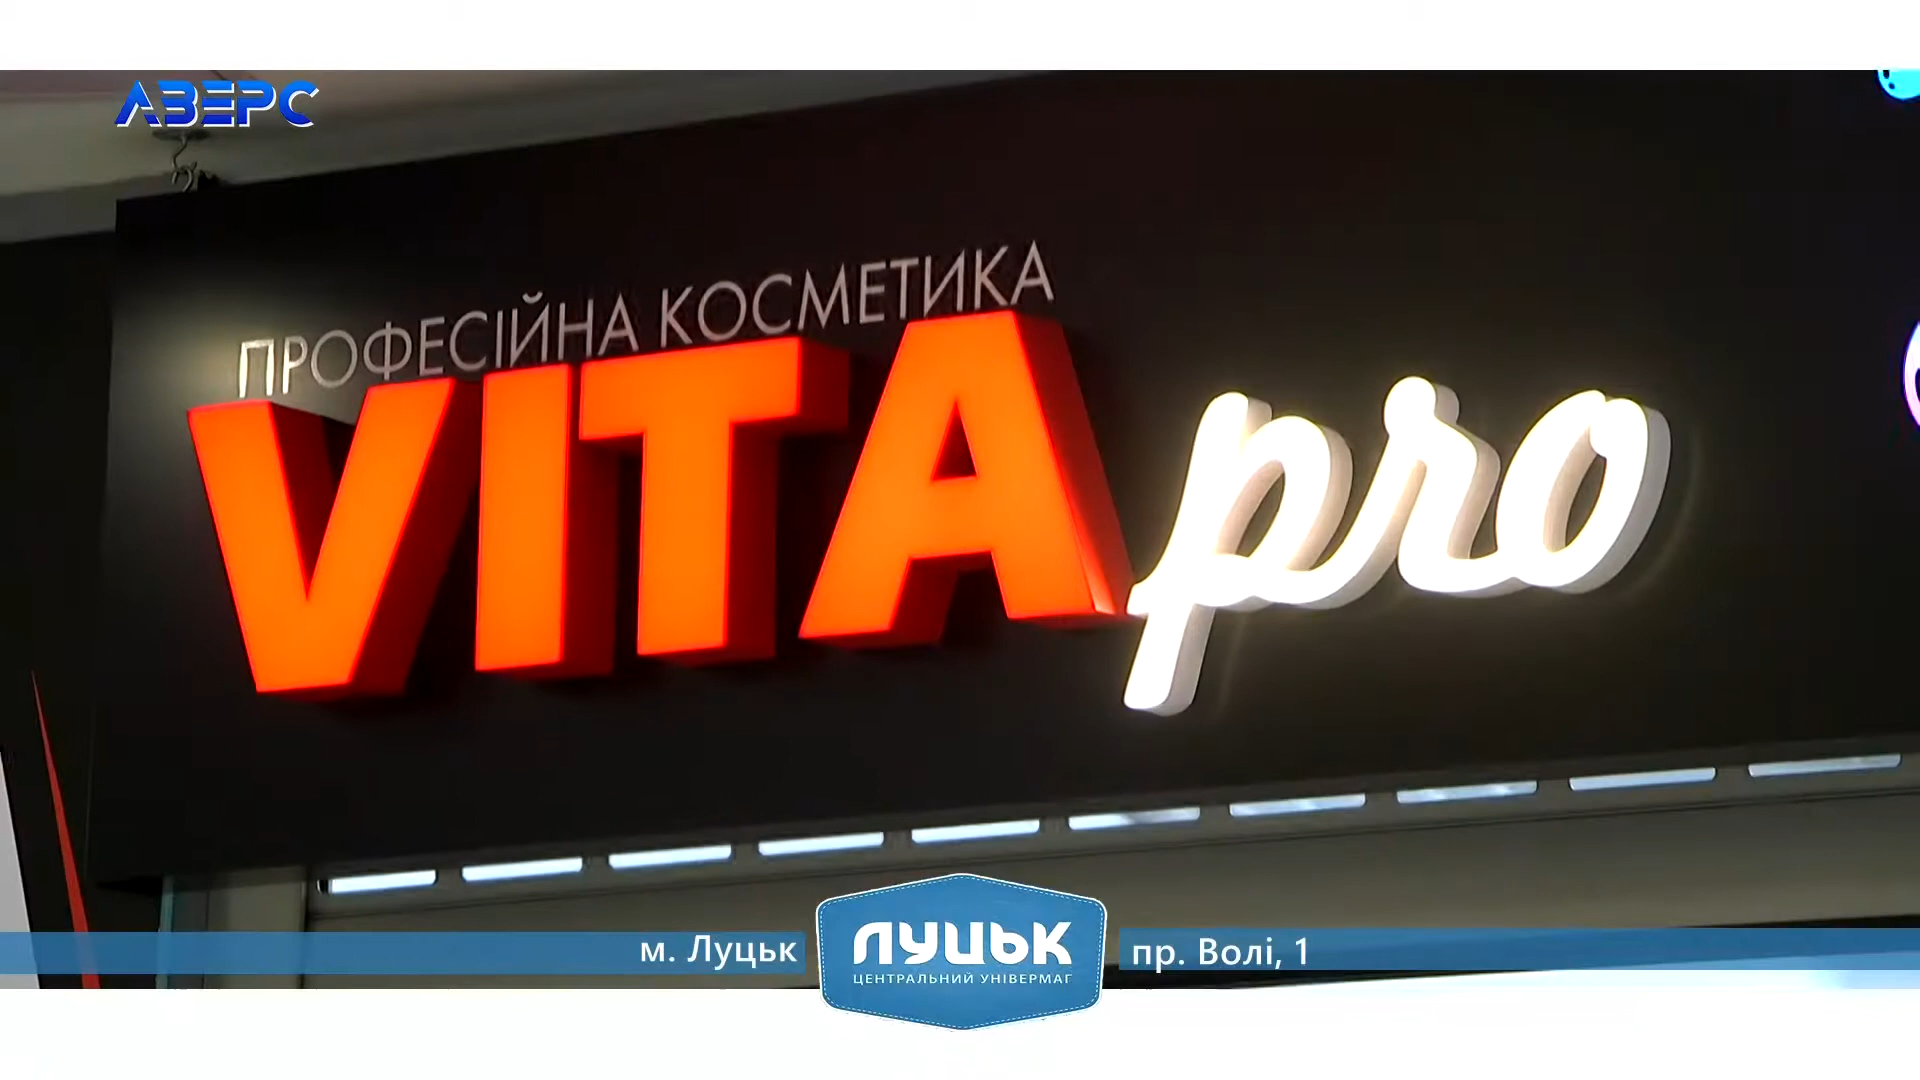 АВЕРС
ПРОФЕСІЙНА КОСМЕТИКА
VITA pro
м. Луцьк
ЛУЦЬК
ЦЕНТРАЛЬНИЙ УНІВЕРМАГ
пр. Волі, 1